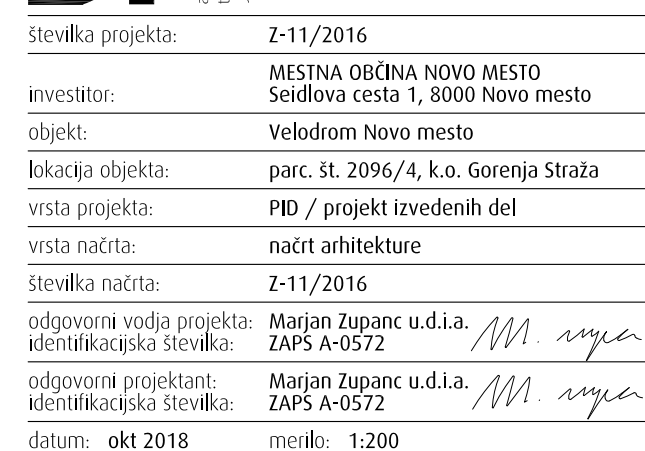 številka projekta: Z-11/2016
MESTNA OBČINA NOVO MESTO
investitor: Seidlova cesta 1, 8000 Novo mesto
objekt: Velodrom Novo mesto
lokacija objekta: parc. št. 2096/4, k.o. Gorenja Straža
vrsta projekta: PID / projekt izvedenih del
vrsta načrta: načrt arhitekture
številka načrta: Z-11/2016
odgovorni vodja projekta: Marjan Zupanc u.d.i.a.
identifikacijska številka: ZAPS A-0572
odgovorni projektant: Marjan Zupanc u.d.i.a.
identifikacijska številka: ZAPS A-0572
datum: okt 2018 merilo: 1:200